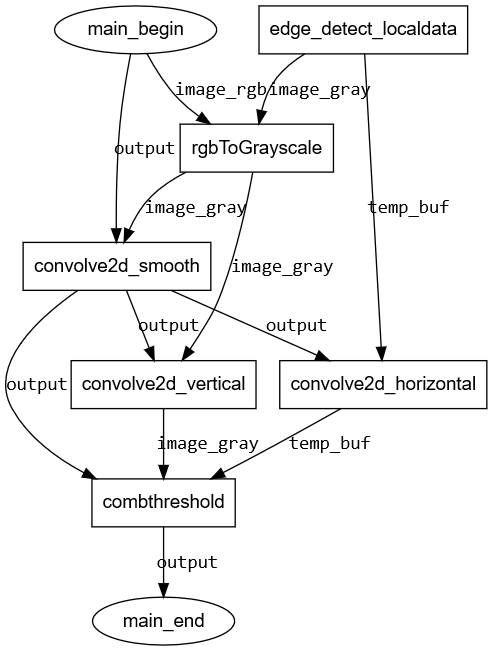 main_begin
edge_detect_localdata
image_rgb
image_gray
output
rgbToGrayscale
image_gray
temp_buf
image_gray
convolve2d_smooth
output
output
output
convolve2d_vertical
convolve2d_horizontal
image_gray
temp_buf
combthreshold
output
main_end